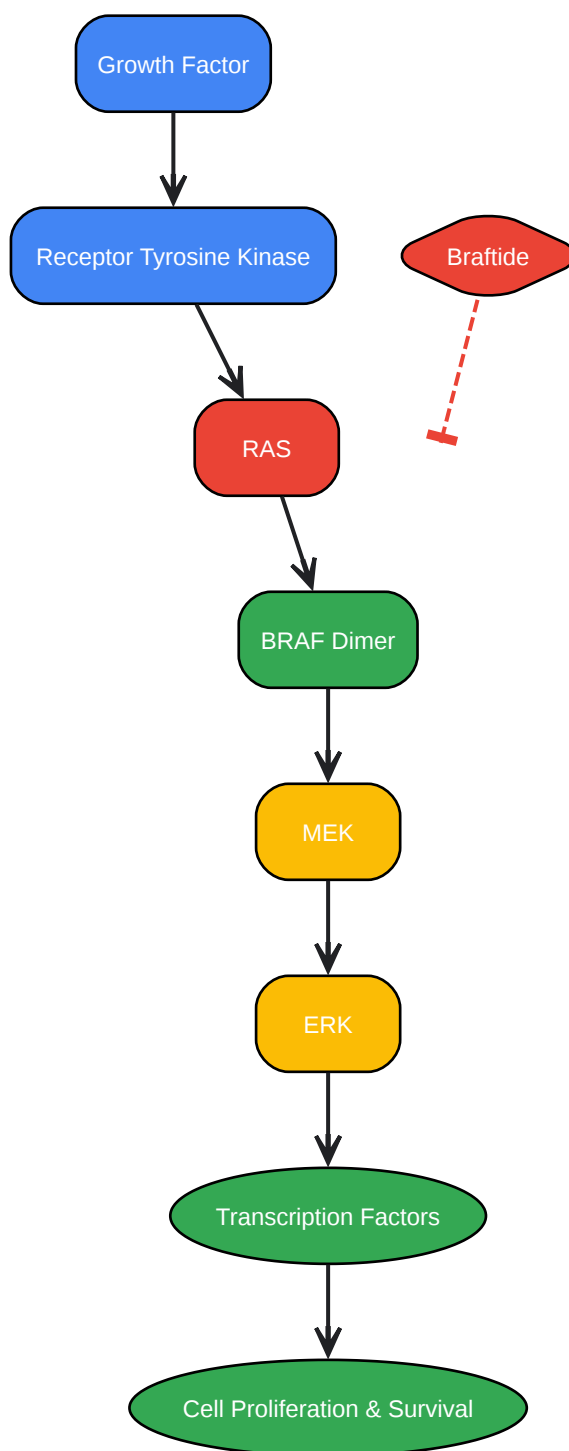 Growth Factor
Receptor Tyrosine Kinase
Braftide
RAS
BRAF Dimer
MEK
ERK
Transcription Factors
Cell Proliferation & Survival